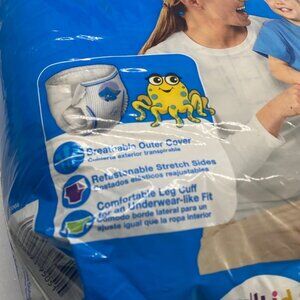 Breathable Outer Cover
Cubierta exterior transpirable
Refastenable Stretch Sides
Costados elásticos reajustables
Comfortable Leg Cuff
for an Underwear-like Fit
Cómodo borde lateral para un
ajuste igual que la ropa interior